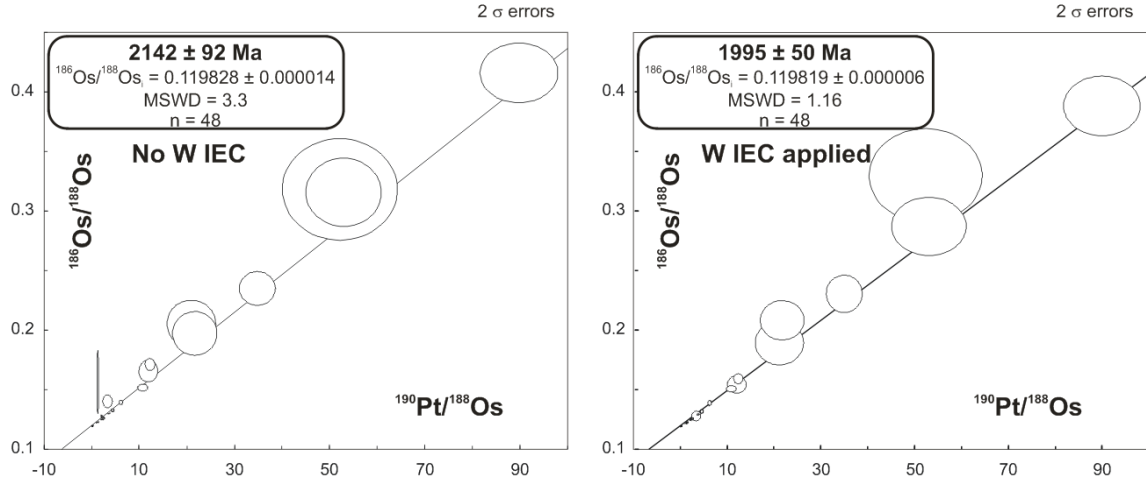 2 σ errors
2142 ± 92 Ma
¹⁸⁶Os/¹⁸⁸Osᵢ = 0.119828 ± 0.000014
MSWD = 3.3
n = 48
No W IEC
¹⁸⁶Os/¹⁸⁸Os
¹⁹⁰Pt/¹⁸⁸Os
0.4
0.3
0.2
0.1
-10 10 30 50 70 90
2 σ errors
1995 ± 50 Ma
¹⁸⁶Os/¹⁸⁸Osᵢ = 0.119819 ± 0.000006
MSWD = 1.16
n = 48
W IEC applied
¹⁸⁶Os/¹⁸⁸Os
¹⁹⁰Pt/¹⁸⁸Os
0.4
0.3
0.2
0.1
-10 10 30 50 70 90